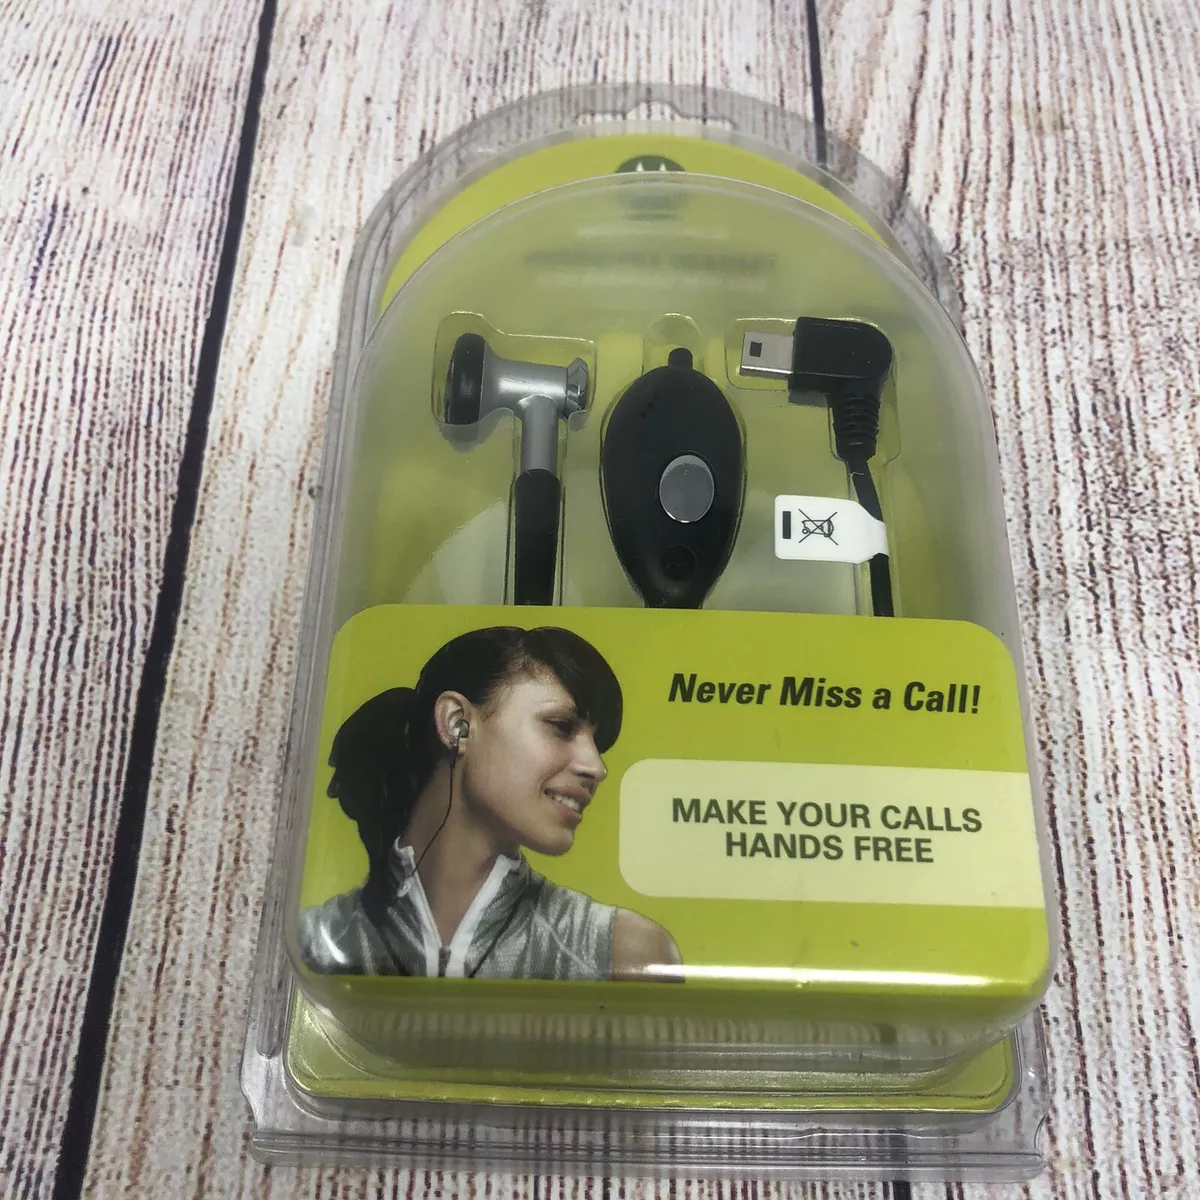 Never Miss a Call!
MAKE YOUR CALLS
HANDS FREE